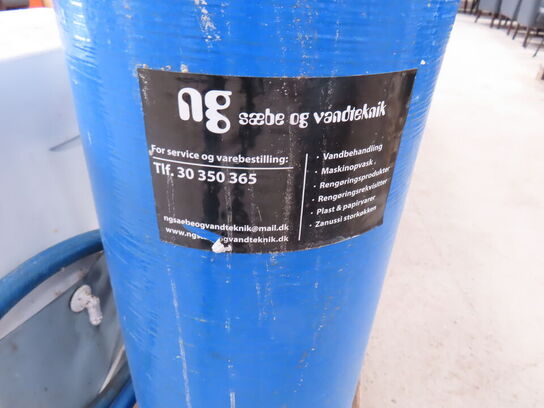 ng sæbe og vandteknik
For service og varebestilling:
Tlf. 30 350 365
ngsaebeogvandteknik@mail.dk
· Vandbehandling
· Maskinopvask.
· Rengøringsprodukter
· Rengøringsrekvisitter
· Plast & papirvarer
· Zanussi storkøkken